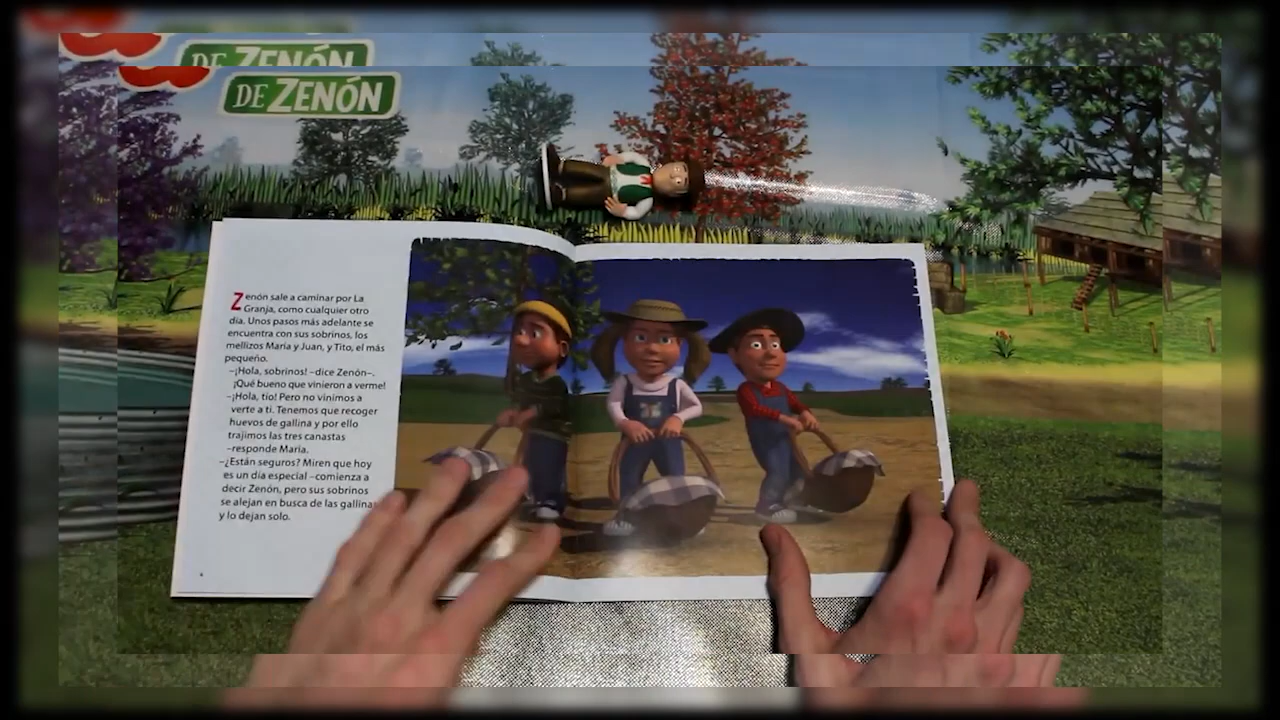 DE ZENÓN
DE ZENÓN
Zenón sale a caminar por La
Granja, como cualquier otro
día. Unos pasos más adelante se
encuentra con sus sobrinos, los
mellizos María y Juan, y Tito, el más
pequeño.
–¡Hola, sobrinos! –dice Zenón–.
¡Qué bueno que vinieron a verme!
–¡Hola, tío! Pero no vinimos a
verte a ti. Tenemos que recoger
huevos de gallina y por ello
trajimos las tres canastas
–responde María.
–¿Están seguros? Miren que hoy
es un día especial –comienza a
decir Zenón, pero sus sobrinos
se alejan en busca de las gallinas
y lo dejan solo.